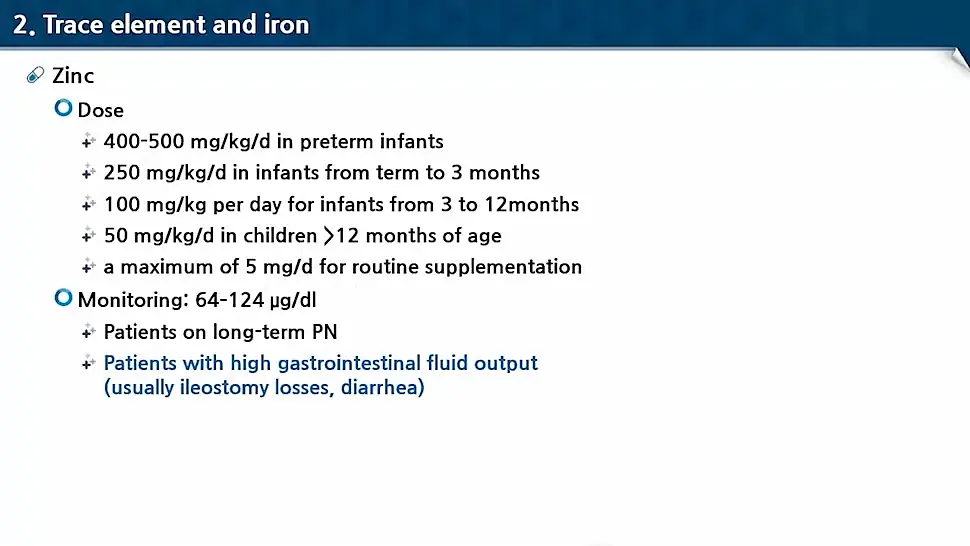 2. Trace element and iron
Zinc
Dose
400-500 mg/kg/d in preterm infants
250 mg/kg/d in infants from term to 3 months
100 mg/kg per day for infants from 3 to 12months
50 mg/kg/d in children >12 months of age
a maximum of 5 mg/d for routine supplementation
Monitoring: 64-124 μg/dl
Patients on long-term PN
Patients with high gastrointestinal fluid output
(usually ileostomy losses, diarrhea)